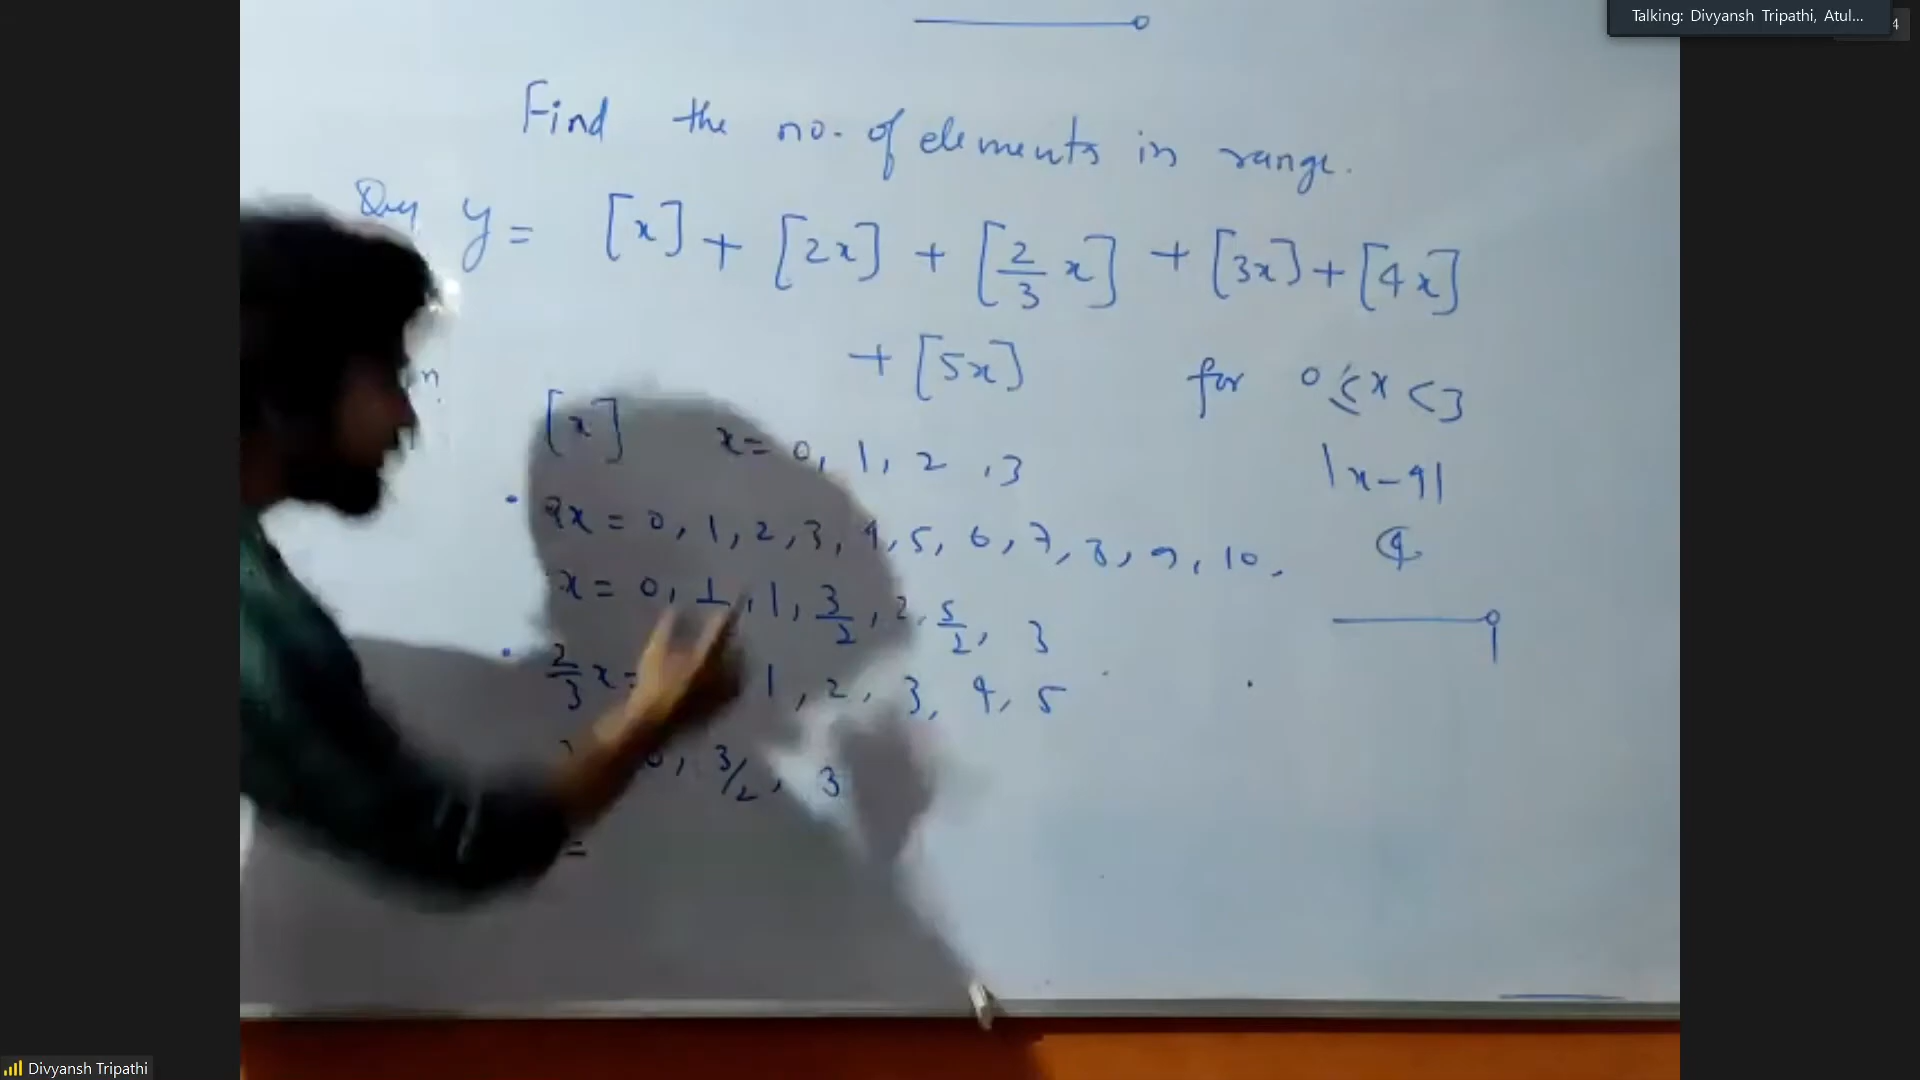 Talking: Divyansh Tripathi, Atul...
4
Find the no. of elements in range.
y = [x] + [2x] + [2/3 x] + [3x] + [4x]
+ [5x] for 0 ≤ x < 3
[x] x = 0, 1, 2, 3
|x-4|
2x = 0, 1, 2, 3, 4, 5, 6, 7, 8, 9, 10.
x = 0, 1, 1, 3/2, 2, 5/2, 3
2/3 x = 1, 2, 3, 4, 5
0, 3/2, 3
=
Divyansh Tripathi